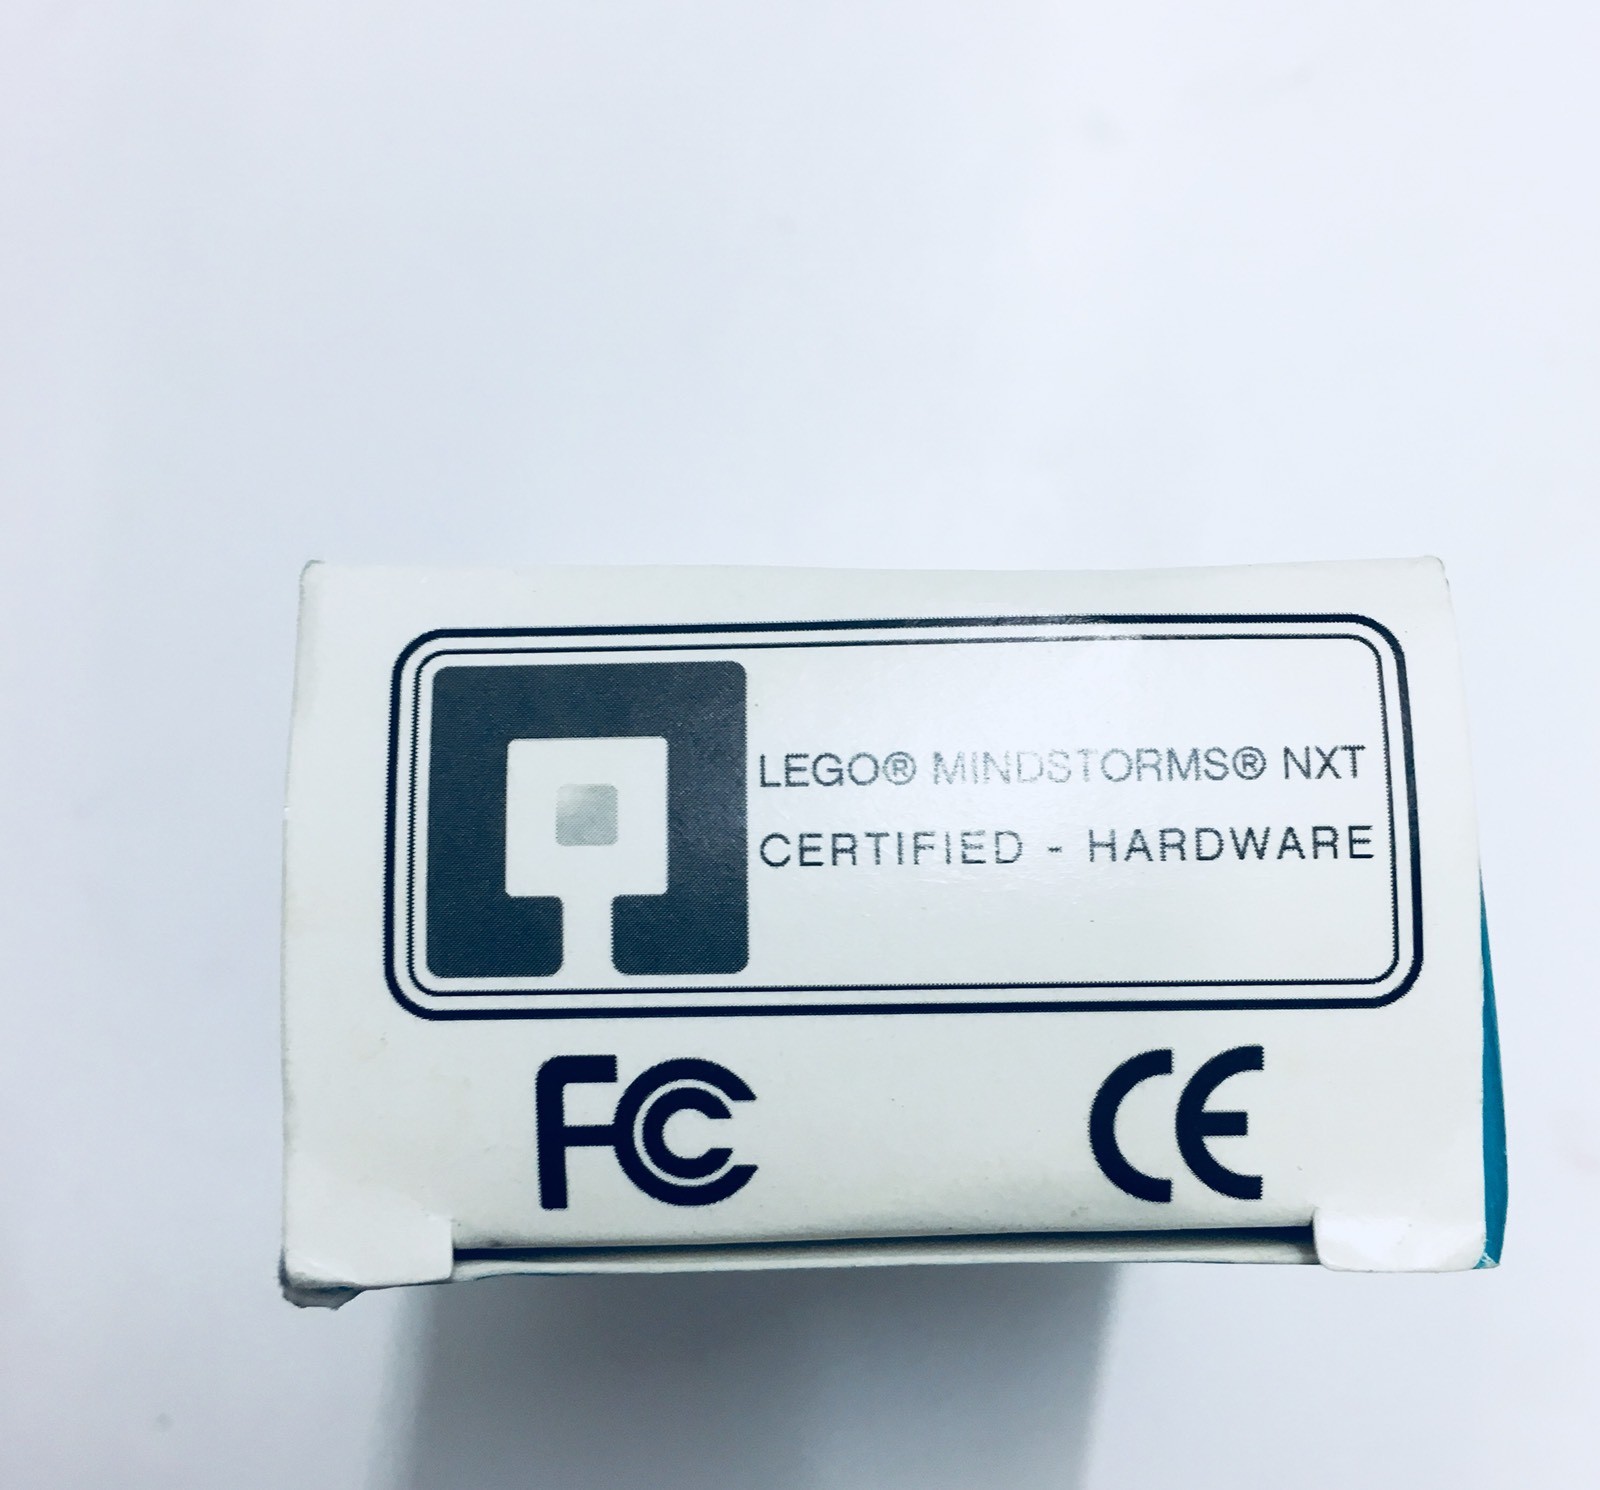 LEGO® MINDSTORMS® NXT
CERTIFIED - HARDWARE
FC CE